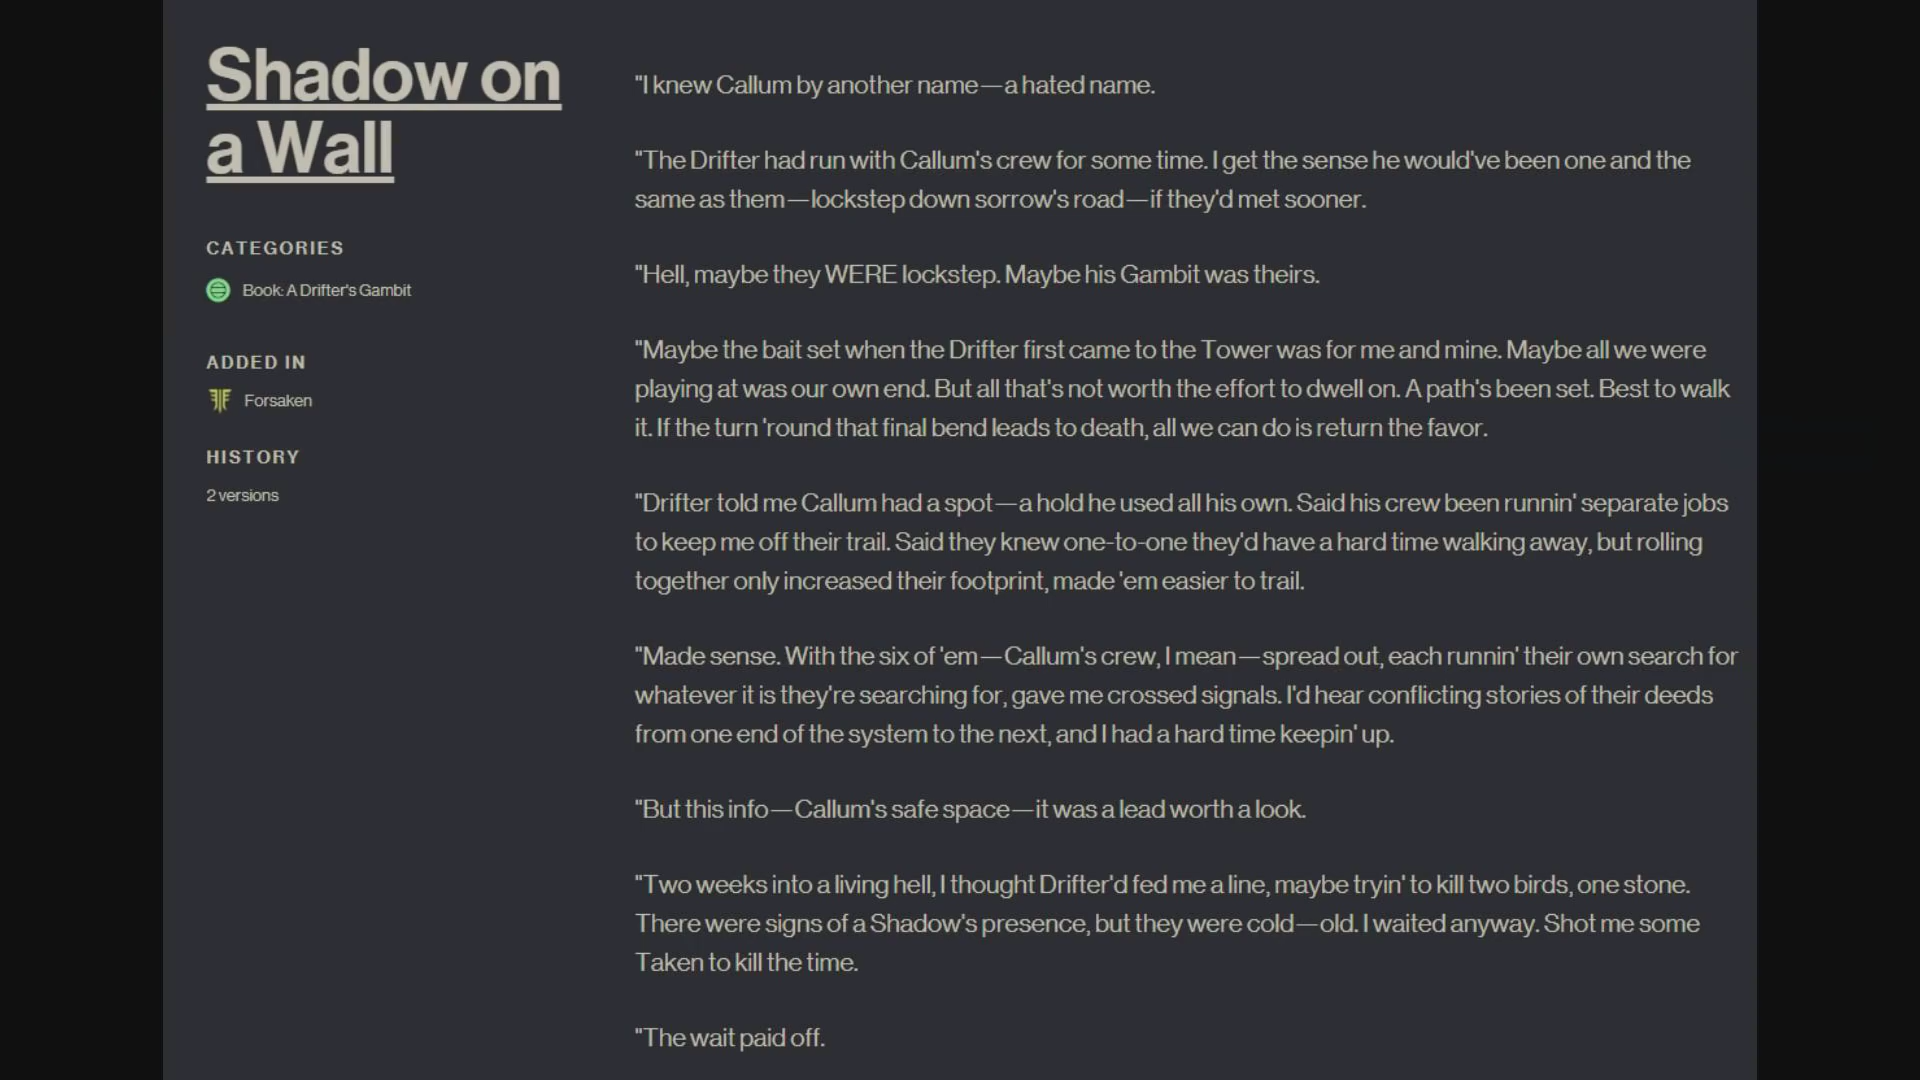 Shadow on
a Wall
CATEGORIES
Book: A Drifter's Gambit
ADDED IN
Forsaken
HISTORY
2 versions
"I knew Callum by another name—a hated name.
"The Drifter had run with Callum's crew for some time. I get the sense he would've been one and the
same as them—lockstep down sorrow's road—if they'd met sooner.
"Hell, maybe they WERE lockstep. Maybe his Gambit was theirs.
"Maybe the bait set when the Drifter first came to the Tower was for me and mine. Maybe all we were
playing at was our own end. But all that's not worth the effort to dwell on. A path's been set. Best to walk
it. If the turn 'round that final bend leads to death, all we can do is return the favor.
"Drifter told me Callum had a spot—a hold he used all his own. Said his crew been runnin' separate jobs
to keep me off their trail. Said they knew one-to-one they'd have a hard time walking away, but rolling
together only increased their footprint, made 'em easier to trail.
"Made sense. With the six of 'em—Callum's crew, I mean—spread out, each runnin' their own search for
whatever it is they're searching for, gave me crossed signals. I'd hear conflicting stories of their deeds
from one end of the system to the next, and I had a hard time keepin' up.
"But this info—Callum's safe space—it was a lead worth a look.
"Two weeks into a living hell, I thought Drifter'd fed me a line, maybe tryin' to kill two birds, one stone.
There were signs of a Shadow's presence, but they were cold—old. I waited anyway. Shot me some
Taken to kill the time.
"The wait paid off.